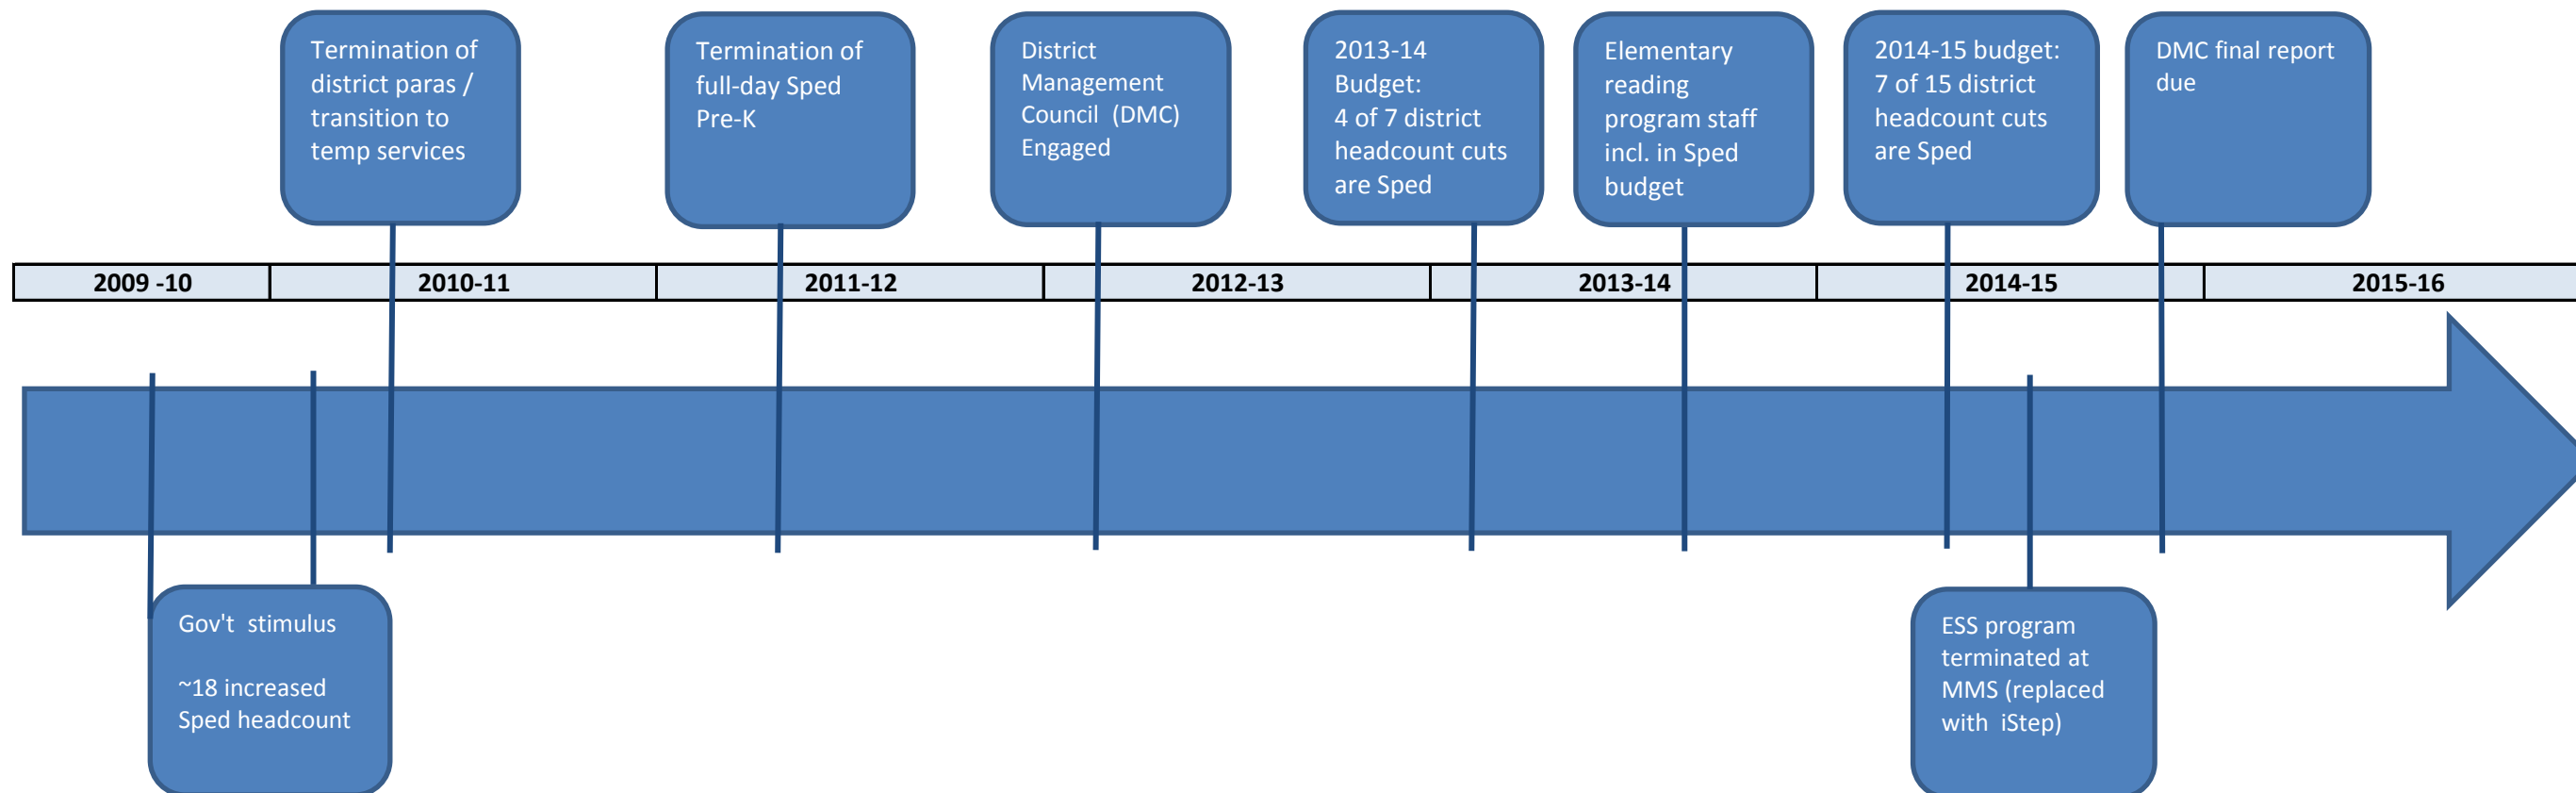 Termination of
district paras /
transition to
temp services
Termination of
full-day Sped
Pre-K
District
Management
Council (DMC)
Engaged
2013-14
Budget:
4 of 7 district
headcount cuts
are Sped
Elementary
reading
program staff
incl. in Sped
budget
2014-15 budget:
7 of 15 district
headcount cuts
are Sped
DMC final report
due
2009 -10
2010-11
2011-12
2012-13
2013-14
2014-15
2015-16
Gov't stimulus
~18 increased
Sped headcount
ESS program
terminated at
MMS (replaced
with iStep)